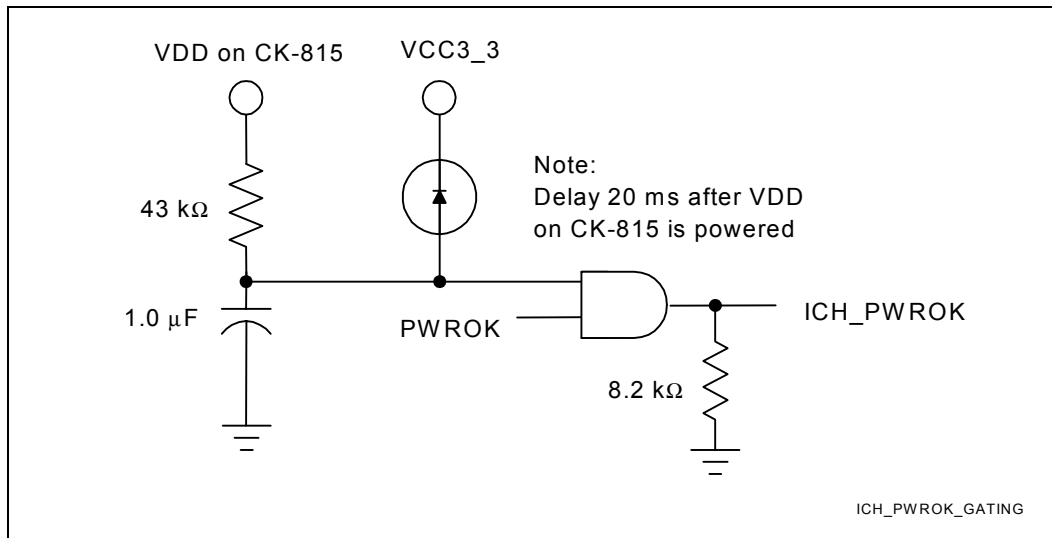 VDD on CK-815
VCC3_3
Note:
Delay 20 ms after VDD
on CK-815 is powered
43 kΩ
1.0 μF
PWROK
ICH_PWROK
8.2 kΩ
ICH_PWROK_GATING